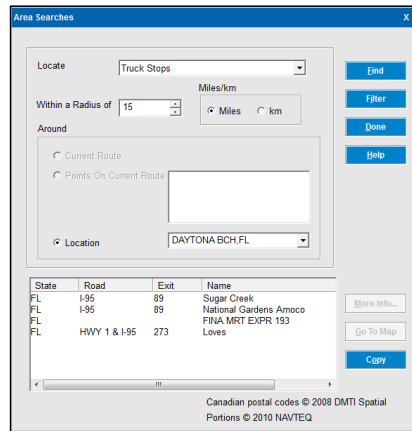 Area Searches X
Locate Truck Stops
Find
Miles/km
Within a Radius of 15 Miles km
Filter
Around
Done
Current Route
Help
Points On Current Route
Location DAYTONA BCH,FL
State Road Exit Name
FL I-95 89 Sugar Creek
FL I-95 89 National Gardens Amoco
FL FINA MRT EXPR 193
FL HWY 1 & I-95 273 Loves
More Info...
Go To Map
Copy
Canadian postal codes © 2008 DMTI Spatial
Portions © 2010 NAVTEQ